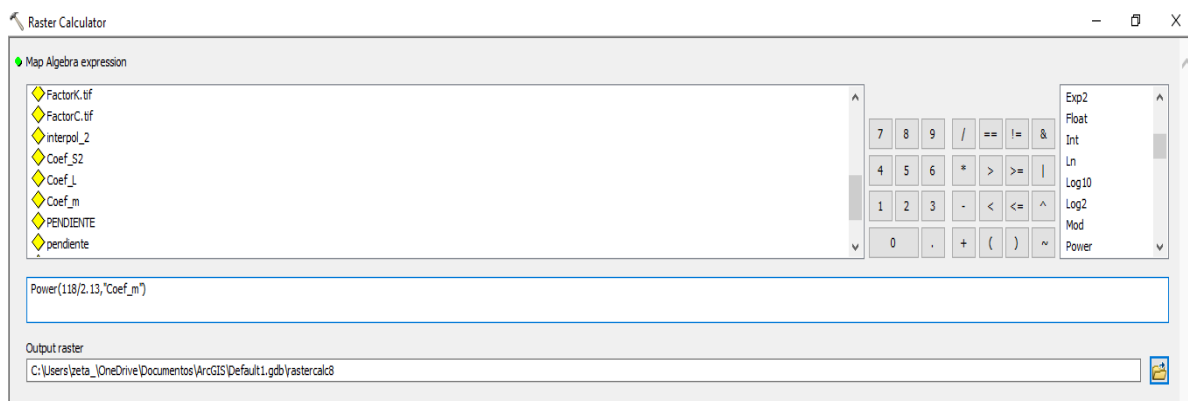 Raster Calculator
Map Algebra expression
FactorK.tif
FactorC.tif
interpol_2
Coef_S2
Coef_L
Coef_m
PENDIENTE
pendiente
7 8 9 / == != &
4 5 6 * > >= |
1 2 3 - < <= ^
0 . + ( ) ~
Exp2
Float
Int
Ln
Log10
Log2
Mod
Power
Power(118/2.13,"Coef_m")
Output raster
C:\Users\zeta_\OneDrive\Documentos\ArcGIS\Default1.gdb\rastercalc8